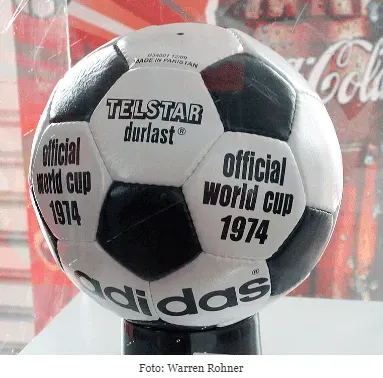 MADE IN PAKISTAN
TELSTAR
durlast®
official
world cup
1974
official
world cup
1974
adidas®
Coca-Cola
Foto: Warren Rohner